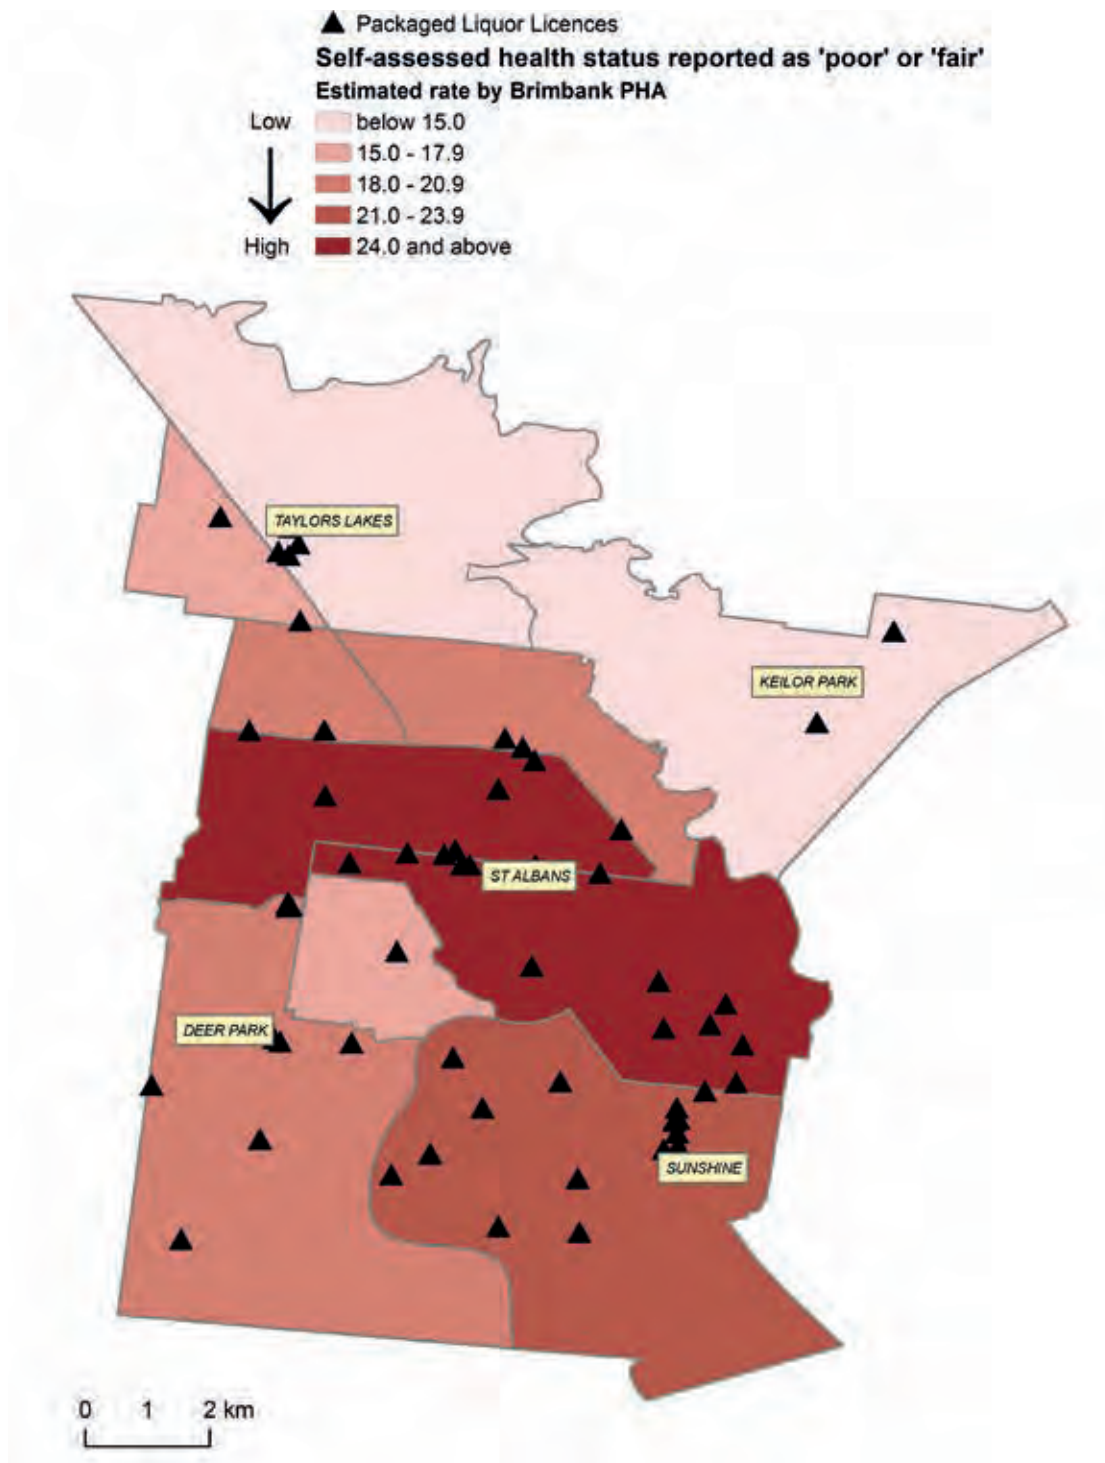 Packaged Liquor Licences
Self-assessed health status reported as 'poor' or 'fair'
Estimated rate by Brimbank PHA
Low
below 15.0
15.0 - 17.9
18.0 - 20.9
21.0 - 23.9
High
24.0 and above
TAYLORS LAKES
KEILOR PARK
ST ALBANS
DEER PARK
SUNSHINE
0 1 2 km